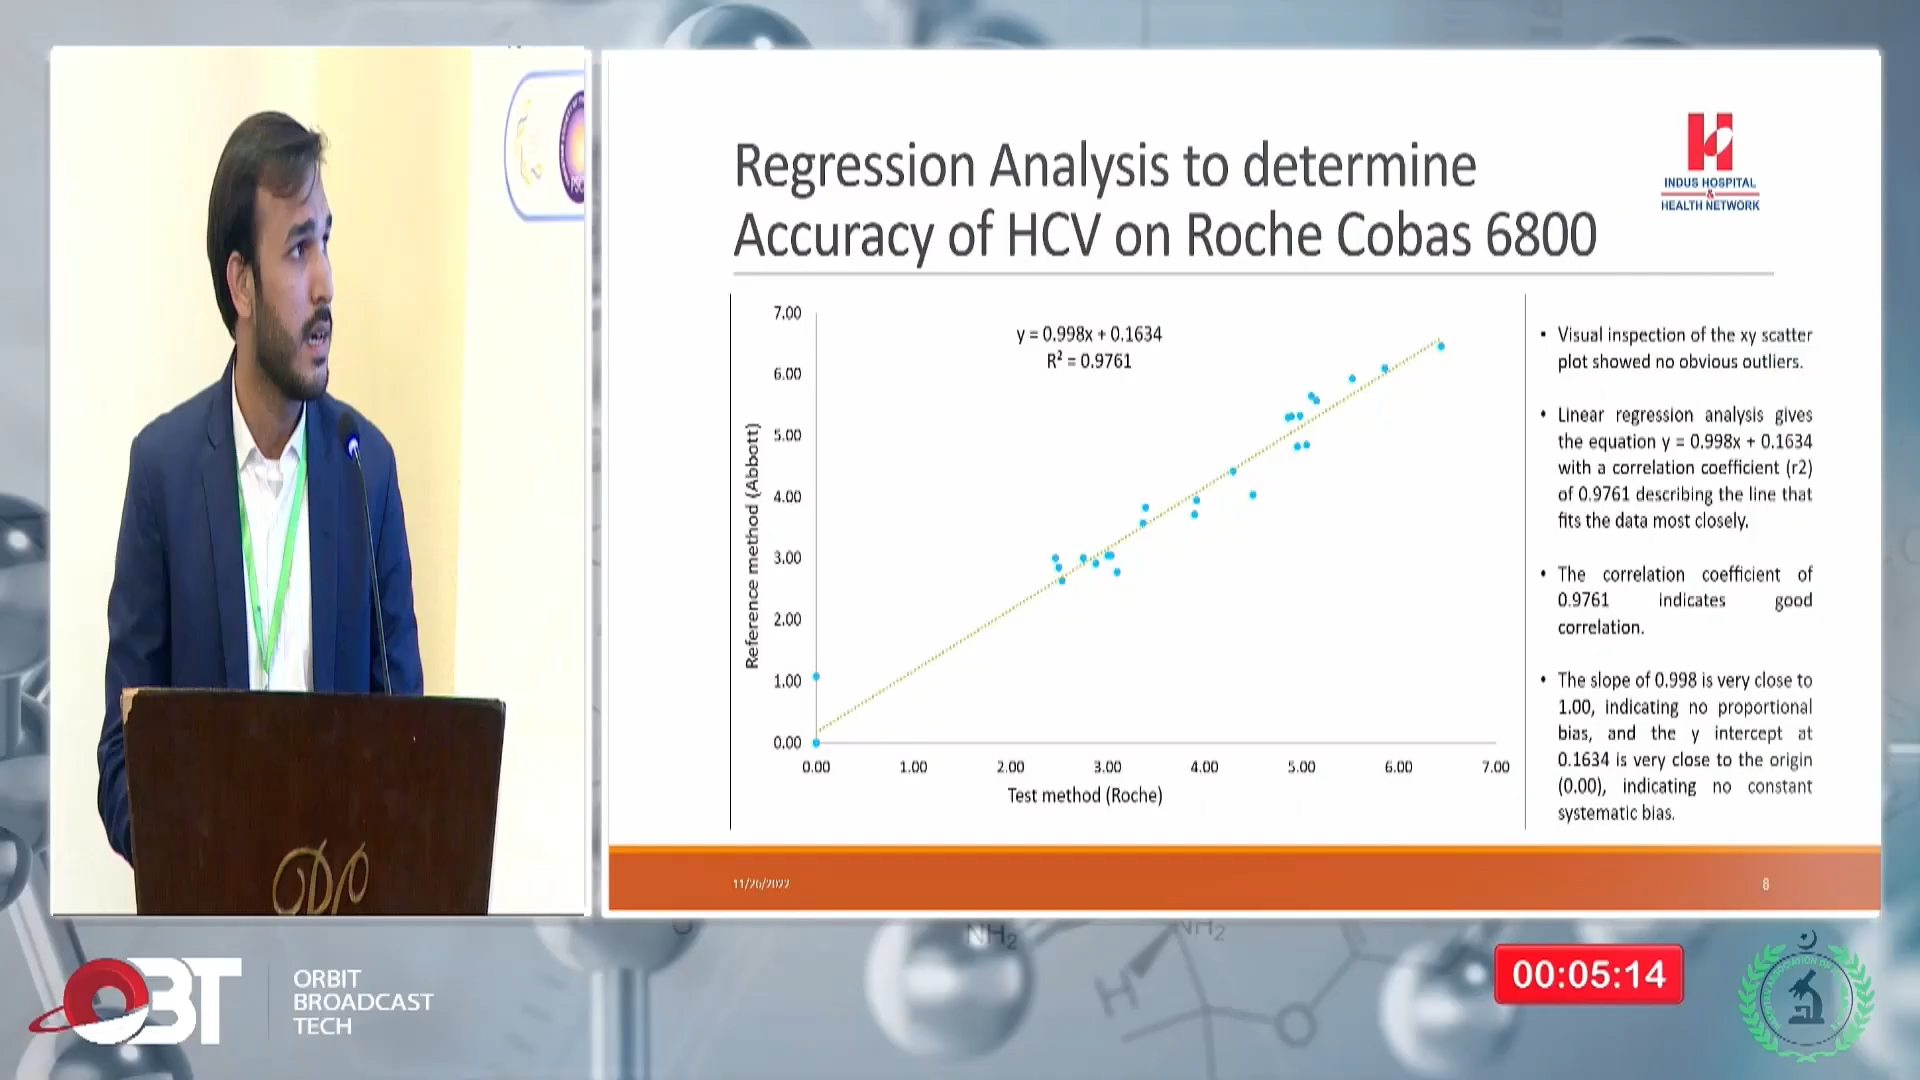 PSC
Regression Analysis to determine
Accuracy of HCV on Roche Cobas 6800
INDUS HOSPITAL
&
HEALTH NETWORK
7.00
6.00
5.00
4.00
3.00
2.00
1.00
0.00
Reference method (Abbott)
y = 0.998x + 0.1634
R² = 0.9761
0.00 1.00 2.00 3.00 4.00 5.00 6.00 7.00
Test method (Roche)
• Visual inspection of the xy scatter
plot showed no obvious outliers.
• Linear regression analysis gives
the equation y = 0.998x + 0.1634
with a correlation coefficient (r2)
of 0.9761 describing the line that
fits the data most closely.
• The correlation coefficient of
0.9761 indicates good
correlation.
• The slope of 0.998 is very close to
1.00, indicating no proportional
bias, and the y intercept at
0.1634 is very close to the origin
(0.00), indicating no constant
systematic bias.
11/26/2022
8
NH₂
NH₂
H
O
OBT
ORBIT
BROADCAST
TECH
00:05:14